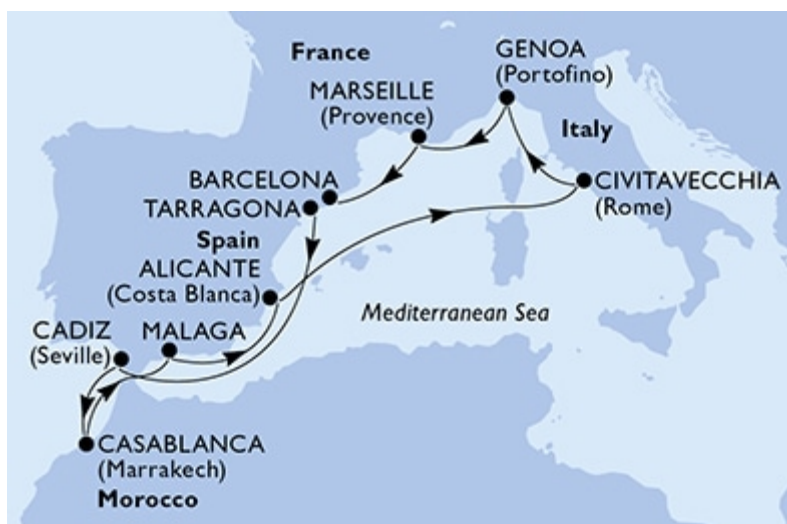 France
GENOA
(Portofino)
MARSEILLE
(Provence)
Italy
BARCELONA
CIVITAVECCHIA
TARRAGONA
(Rome)
Spain
ALICANTE
(Costa Blanca)
Mediterranean Sea
CADIZ
(Seville)
MALAGA
CASABLANCA
(Marrakech)
Morocco